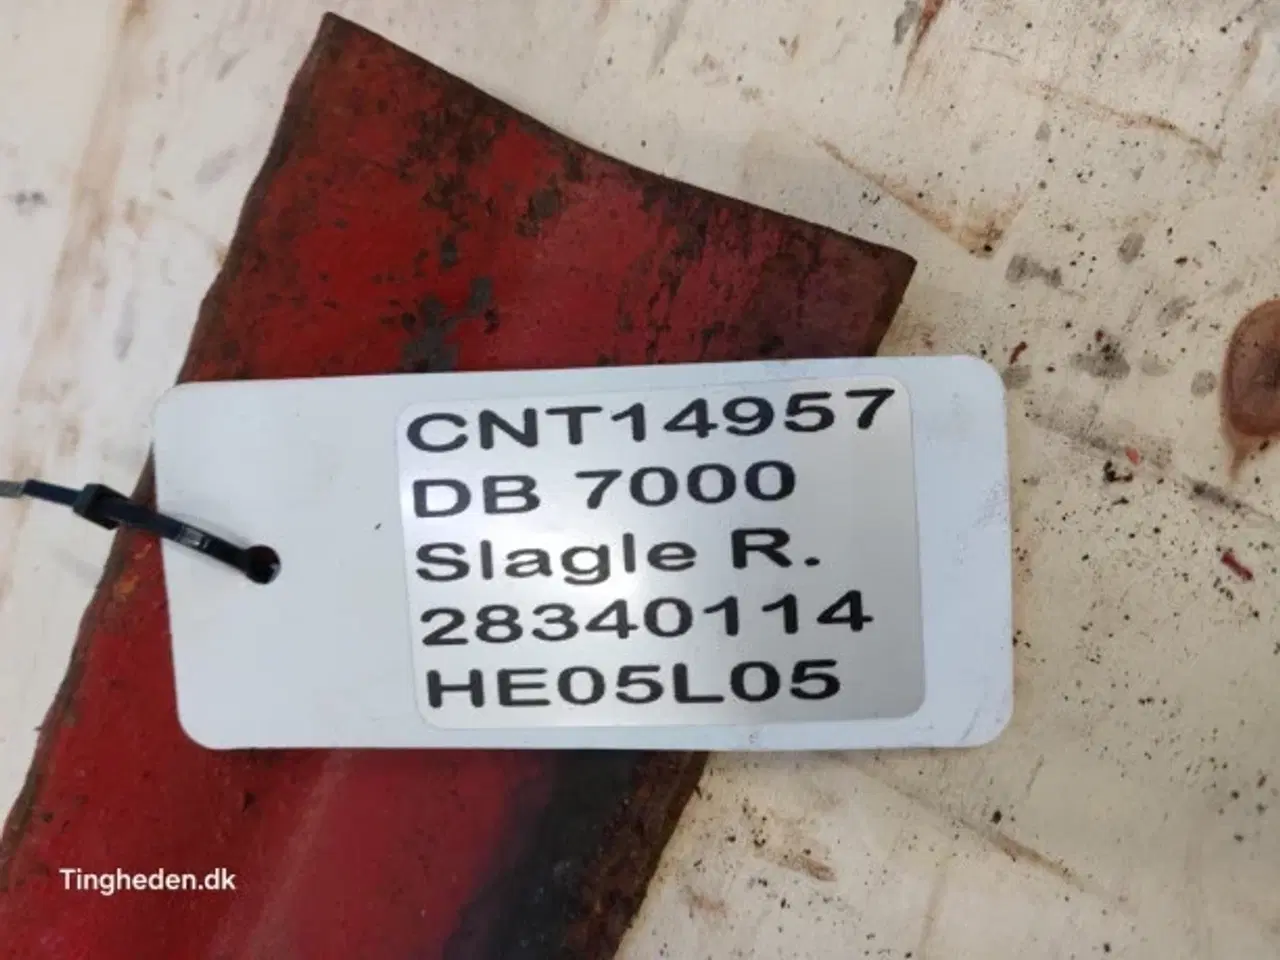 CNT14957
DB 7000
Slagle R.
28340114
HE05L05
Tingheden.dk